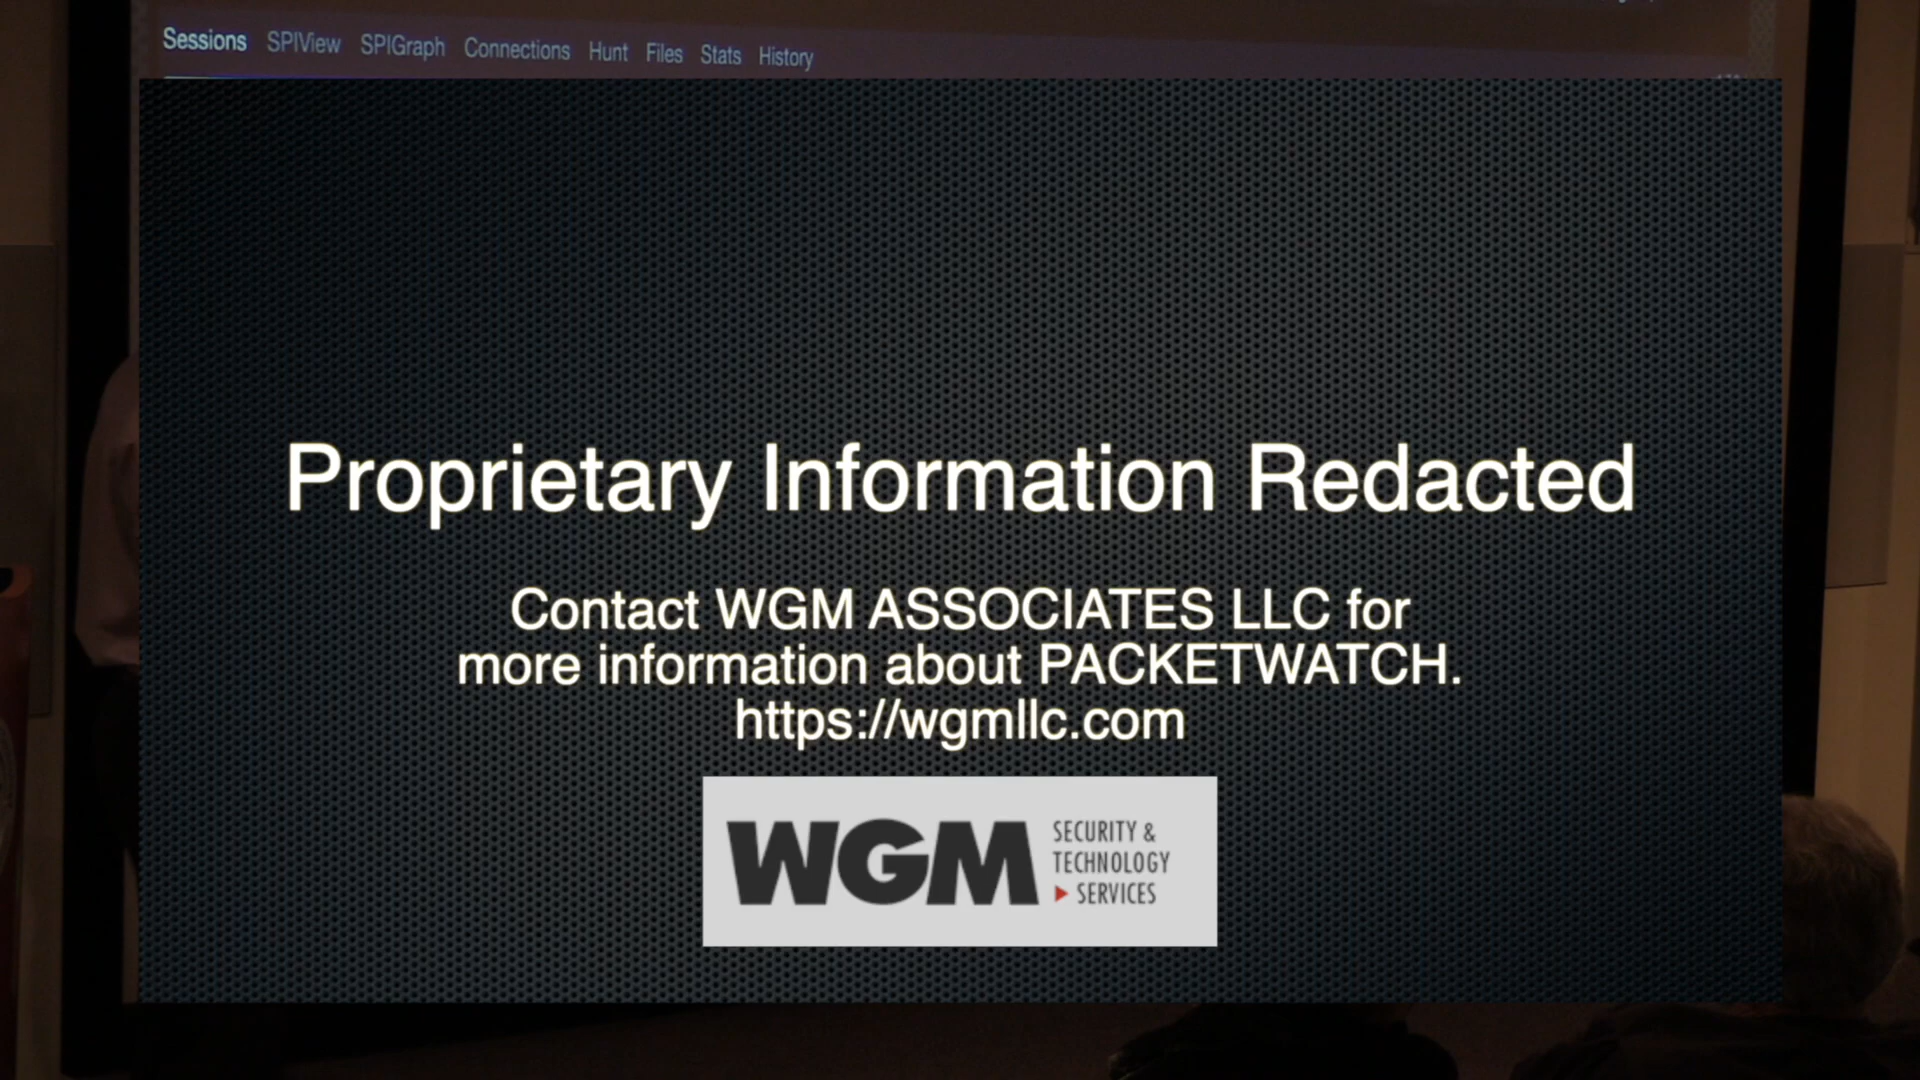 Sessions SPIView SPIGraph Connections Hunt Files Stats History
Proprietary Information Redacted
Contact WGM ASSOCIATES LLC for
more information about PACKETWATCH.
https://wgmllc.com
WGM
SECURITY &
TECHNOLOGY
SERVICES